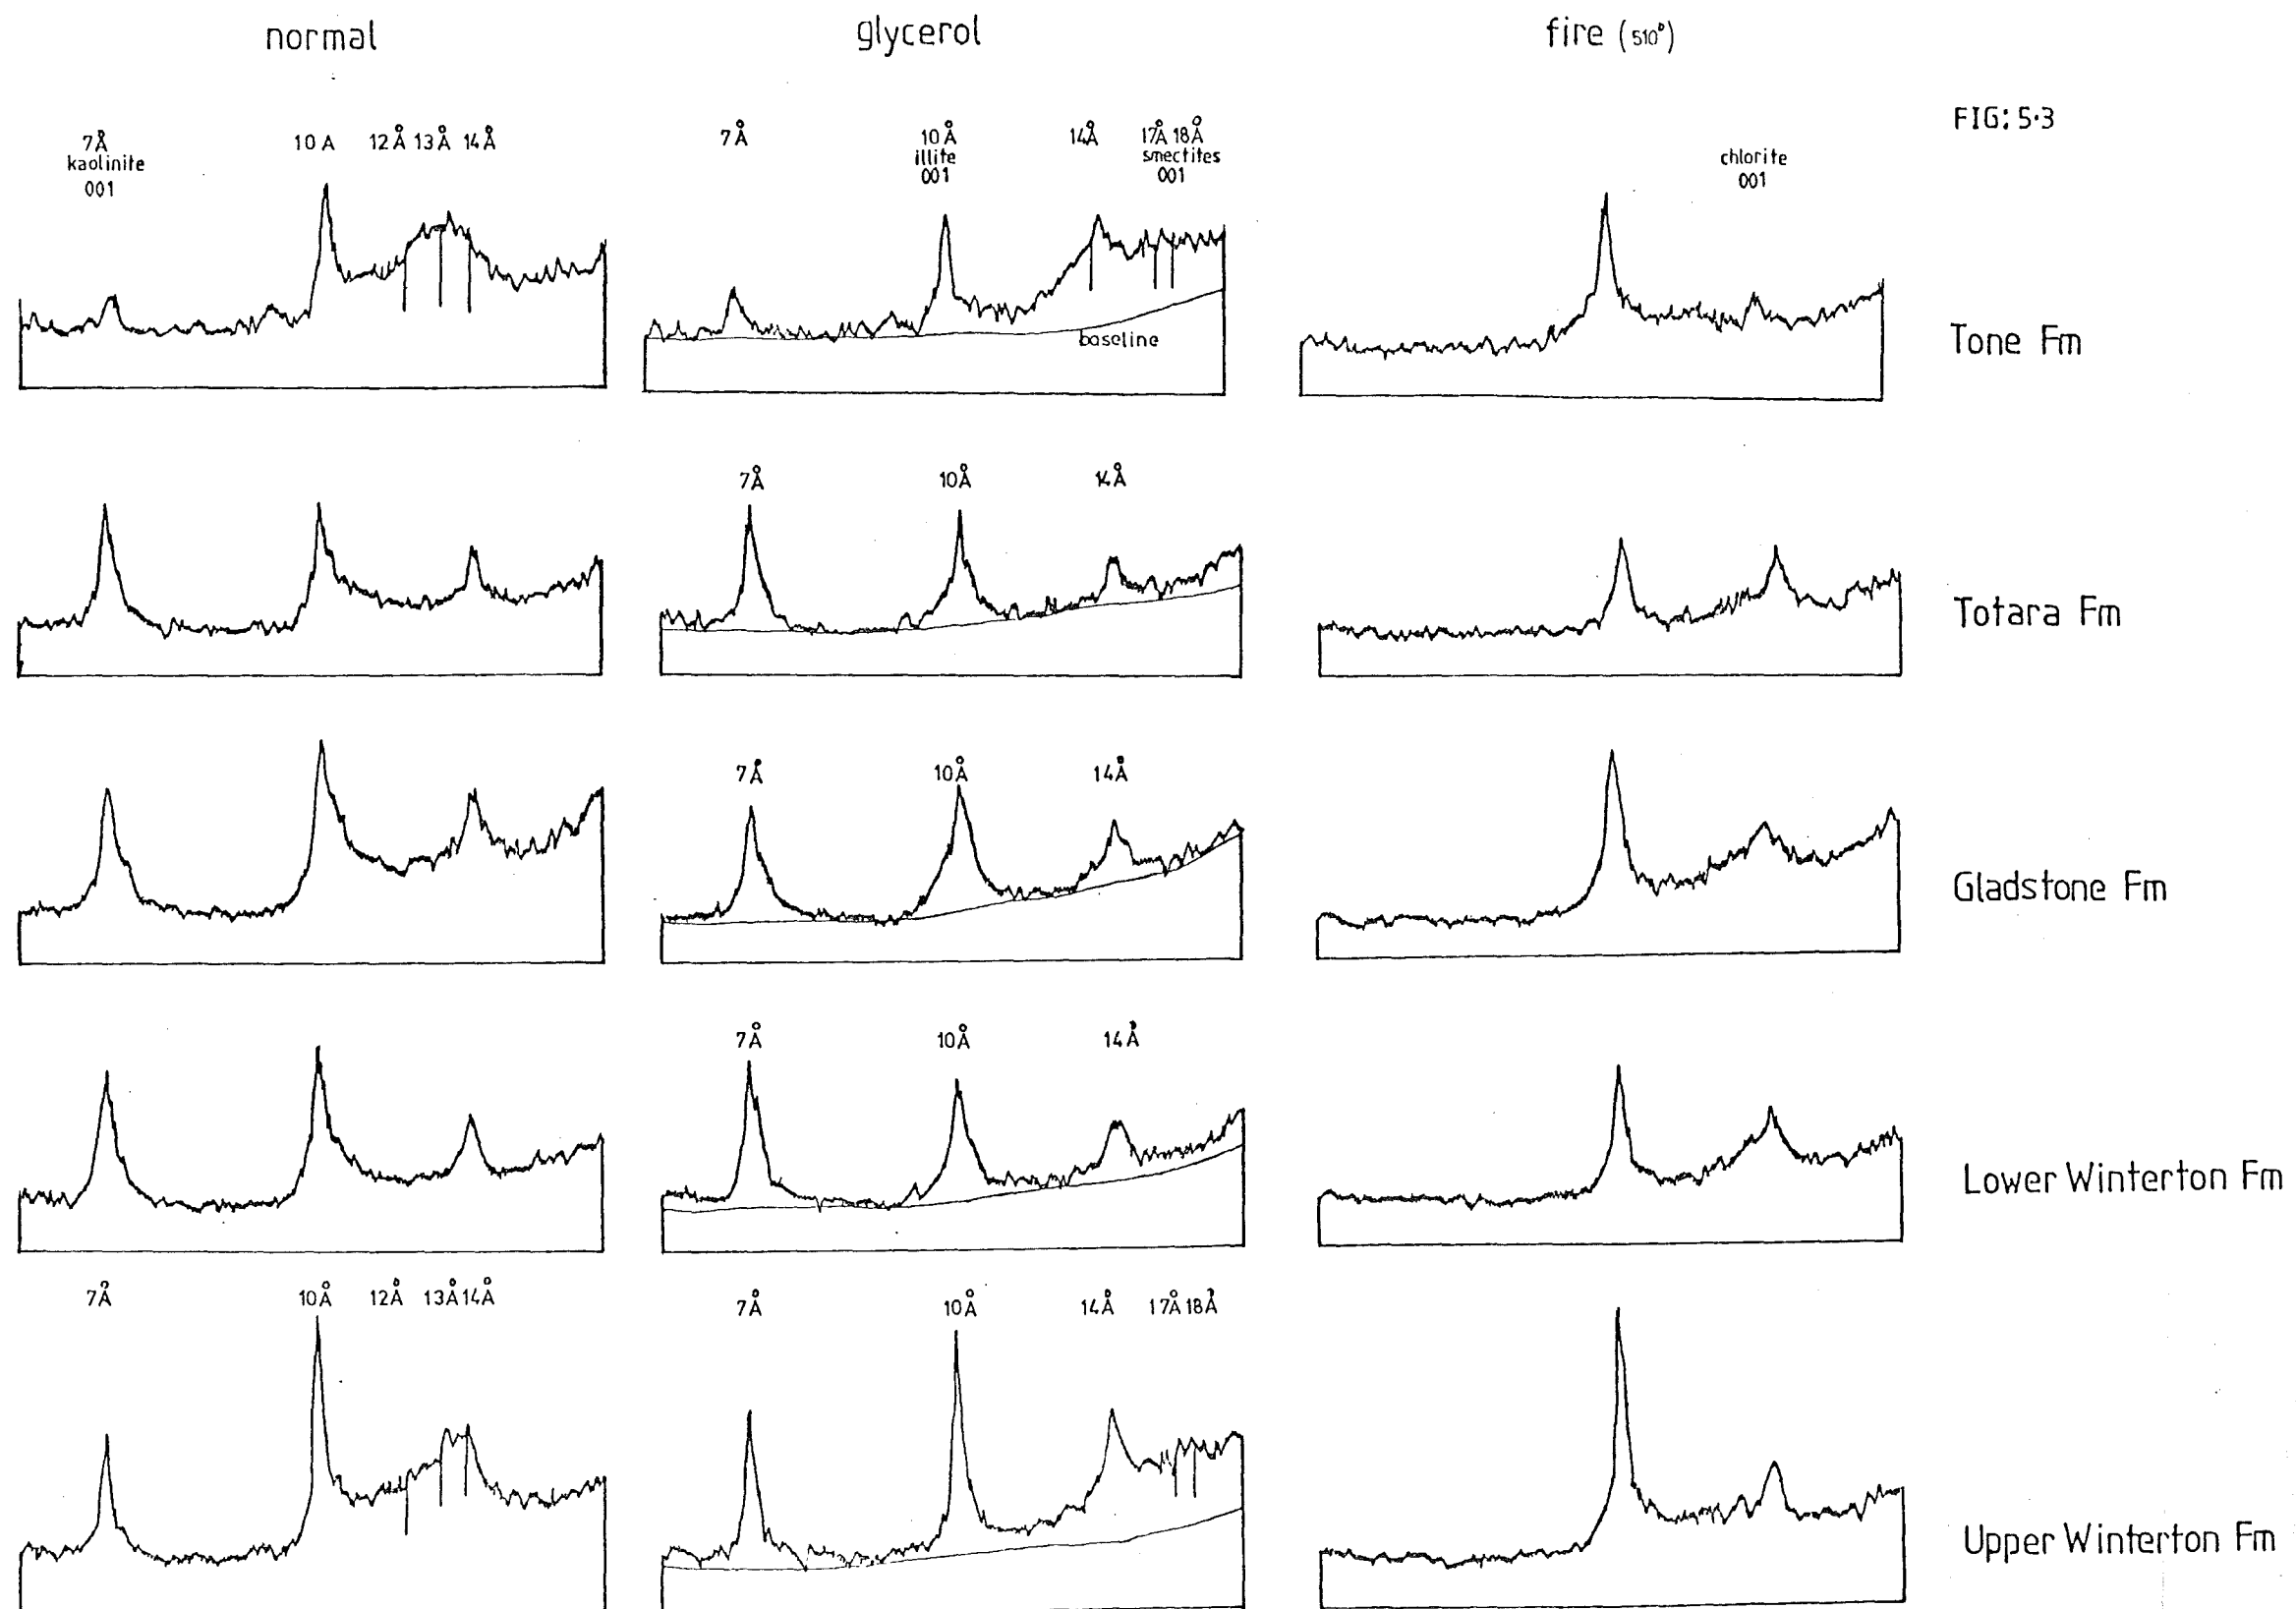 normal glycerol fire (510°)
FIG: 5·3
7Å 10 A 12Å 13Å 14Å 7Å 10Å 14Å 17Å 18Å
kaolinite illite smectites chlorite
001 001 001 001
baseline
Tone Fm
7Å 10Å 14Å
Totara Fm
7Å 10Å 14Å
Gladstone Fm
7Å 10Å 14Å
Lower Winterton Fm
7Å 10Å 12Å 13Å 14Å 7Å 10Å 14Å 17Å 18Å
Upper Winterton Fm